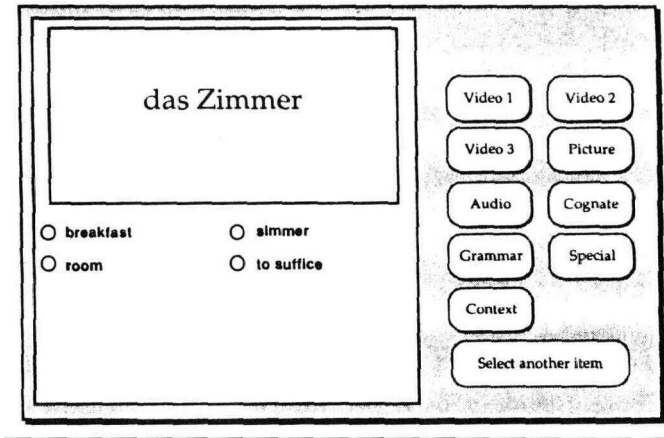 das Zimmer
breakfast simmer
room to suffice
Video 1 Video 2
Video 3 Picture
Audio Cognate
Grammar Special
Context
Select another item